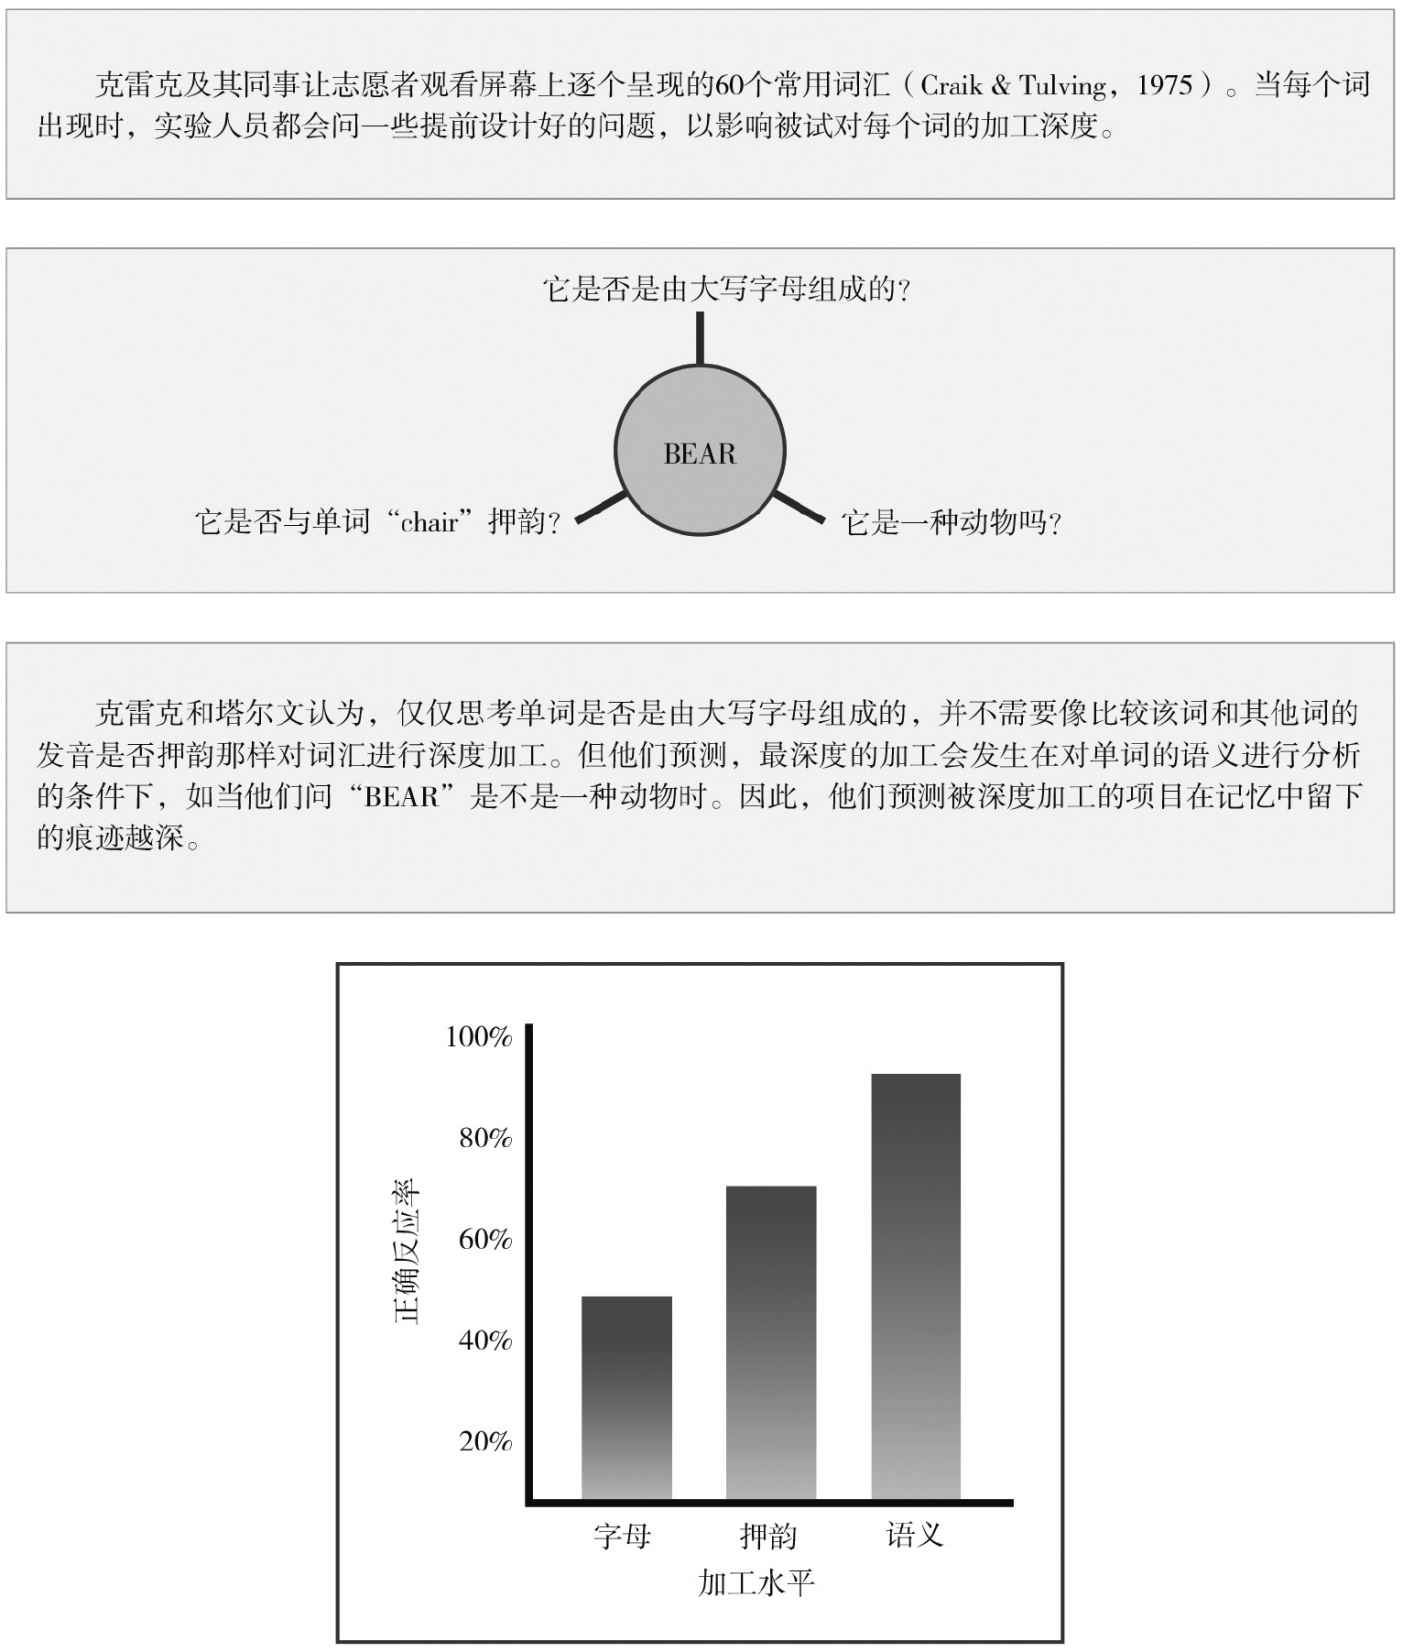 克雷克及其同事让志愿者观看屏幕上逐个呈现的60个常用词汇（Craik & Tulving，1975）。当每个词
出现时，实验人员都会问一些提前设计好的问题，以影响被试对每个词的加工深度。
它是否是由大写字母组成的？
BEAR
它是否与单词“chair”押韵？
它是一种动物吗？
克雷克和塔尔文认为，仅仅思考单词是否是由大写字母组成的，并不需要像比较该词和其他词的
发音是否押韵那样对词汇进行深度加工。但他们预测，最深度的加工会发生在对单词的语义进行分析
的条件下，如当他们问“BEAR”是不是一种动物时。因此，他们预测被深度加工的项目在记忆中留下
的痕迹越深。
100%
80%
60%
40%
20%
正确反应率
字母
押韵
语义
加工水平